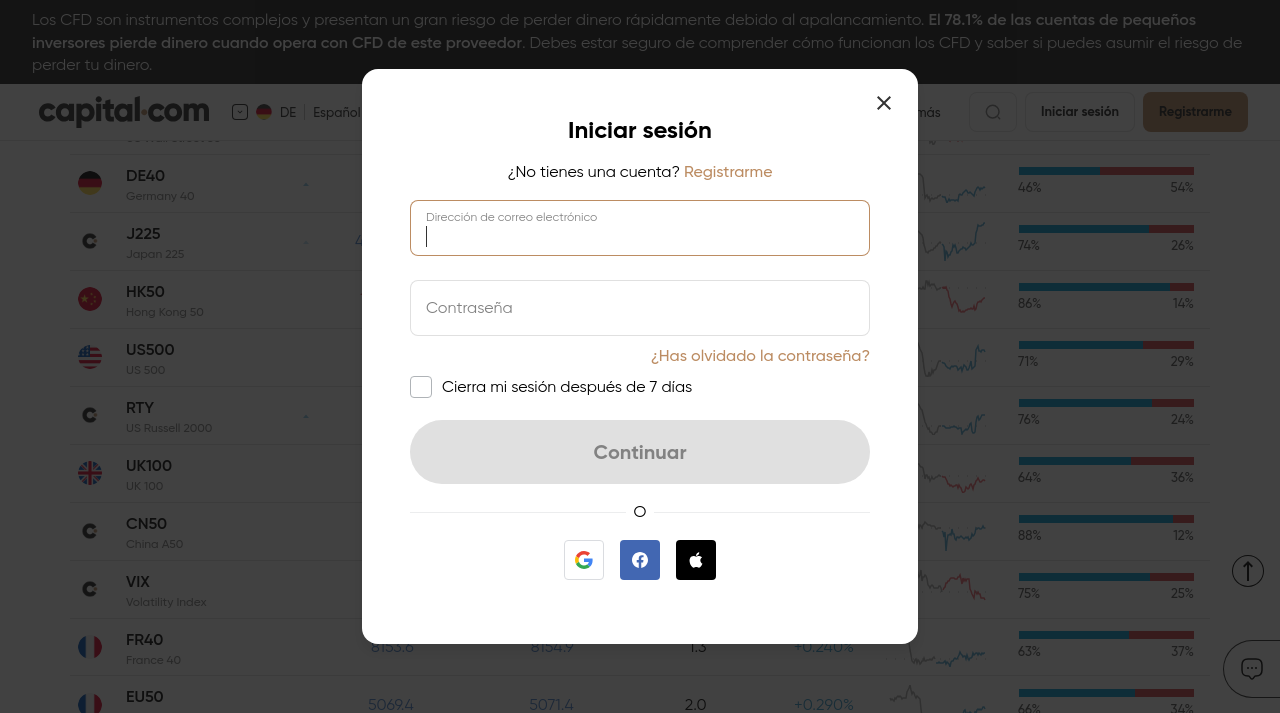 Los CFD son instrumentos complejos y presentan un gran riesgo de perder dinero rápidamente debido al apalancamiento. El 78.1% de las cuentas de pequeños
inversores pierde dinero cuando opera con CFD de este proveedor. Debes estar seguro de comprender cómo funcionan los CFD y saber si puedes asumir el riesgo de
perder tu dinero.
capital.com
DE
Español
más
Iniciar sesión
Registrarme
Iniciar sesión
¿No tienes una cuenta? Registrarme
Dirección de correo electrónico
Contraseña
¿Has olvidado la contraseña?
Cierra mi sesión después de 7 días
Continuar
O
DE40
Germany 40
-
46%
54%
J225
Japan 225
-
4
74%
26%
HK50
Hong Kong 50
86%
14%
US500
US 500
71%
29%
RTY
US Russell 2000
-
76%
24%
UK100
UK 100
64%
36%
CN50
China A50
88%
12%
VIX
Volatility Index
75%
25%
FR40
France 40
8153.6
8154.9
1.3
+0.240%
63%
37%
EU50
5069.4
5071.4
2.0
+0.290%
66%
34%